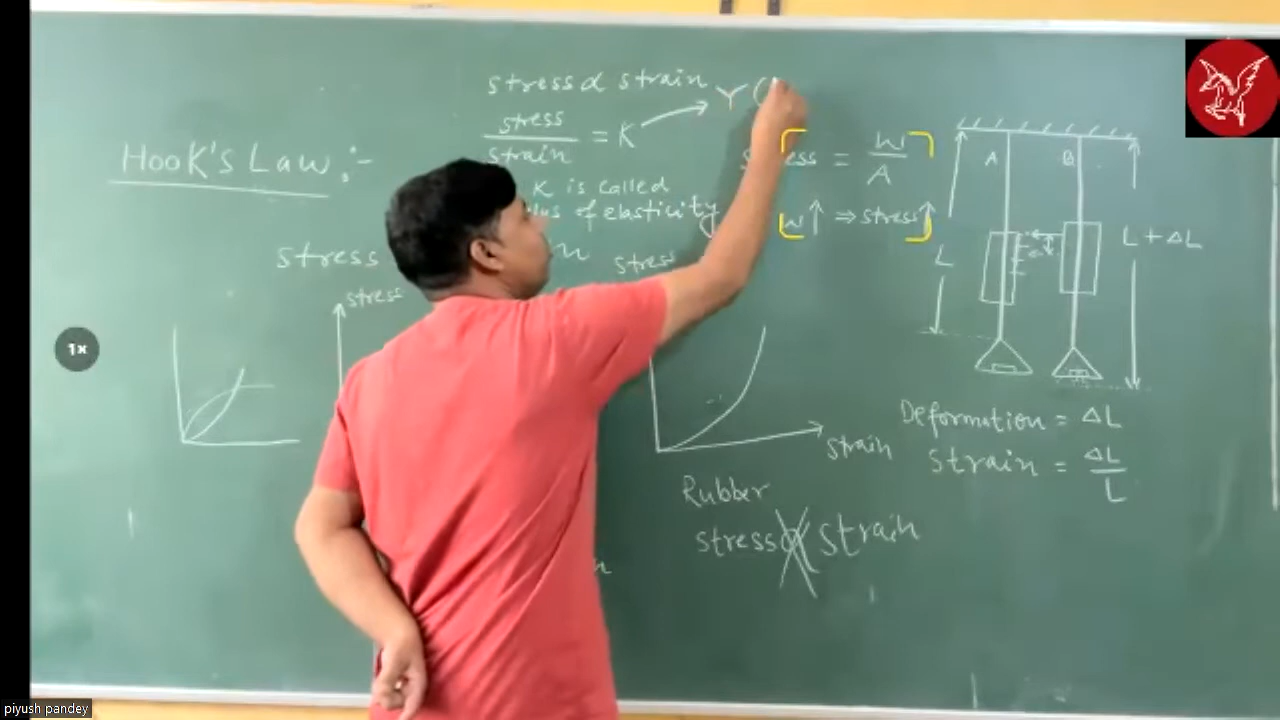 Hook's Law :-
stress α strain
stress
strain
= K
Y (
K is called
of elasticity
stress
stress
stress
= W
A
W↑ ⇒ stress↑
A
B
L
L + ΔL
strain
Rubber
stress α strain
Deformation = ΔL
Strain = ΔL
L
1x
piyush pandey